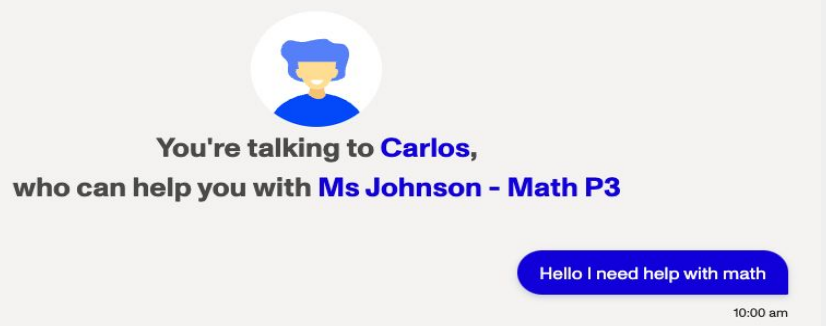 You're talking to Carlos,
who can help you with Ms Johnson - Math P3
Hello I need help with math
10:00 am